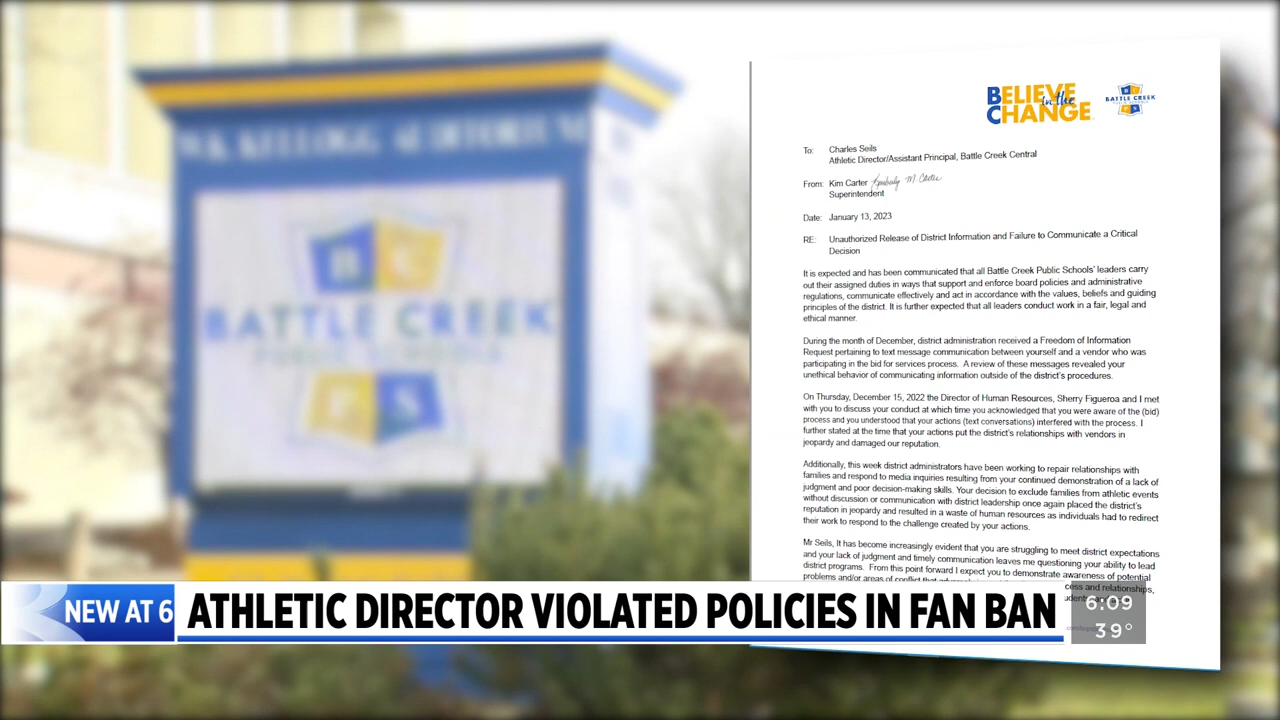 W.K. KELLOGG AUDITORIUM
B C
BATTLE CREEK
PUBLIC SCHOOLS
P S
BELIEVE
in the
CHANGE
B C
BATTLE CREEK
PUBLIC SCHOOLS
P S
To: Charles Seils
Athletic Director/Assistant Principal, Battle Creek Central
From: Kim Carter Kimberly M. Carter
Superintendent
Date: January 13, 2023
RE: Unauthorized Release of District Information and Failure to Communicate a Critical
Decision
It is expected and has been communicated that all Battle Creek Public Schools' leaders carry
out their assigned duties in ways that support and enforce board policies and administrative
regulations, communicate effectively and act in accordance with the values, beliefs and guiding
principles of the district. It is further expected that all leaders conduct work in a fair, legal and
ethical manner.
During the month of December, district administration received a Freedom of Information
Request pertaining to text message communication between yourself and a vendor who was
participating in the bid for services process. A review of these messages revealed your
unethical behavior of communicating information outside of the district's procedures.
On Thursday, December 15, 2022 the Director of Human Resources, Sherry Figueroa and I met
with you to discuss your conduct at which time you acknowledged that you were aware of the (bid)
process and you understood that your actions (text conversations) interfered with the process. I
further stated at the time that your actions put the district's relationships with vendors in
jeopardy and damaged our reputation.
Additionally, this week district administrators have been working to repair relationships with
families and respond to media inquiries resulting from your continued demonstration of a lack of
judgment and poor decision-making skills. Your decision to exclude families from athletic events
without discussion or communication with district leadership once again placed the district's
reputation in jeopardy and resulted in a waste of human resources as individuals had to redirect
their work to respond to the challenge created by your actions.
Mr Seils, It has become increasingly evident that you are struggling to meet district expectations
and your lack of judgment and timely communication leaves me questioning your ability to lead
district programs. From this point forward I expect you to demonstrate awareness of potential
problems and/or areas of conflict that
and relationships,
NEW AT 6
ATHLETIC DIRECTOR VIOLATED POLICIES IN FAN BAN
6:09
39°